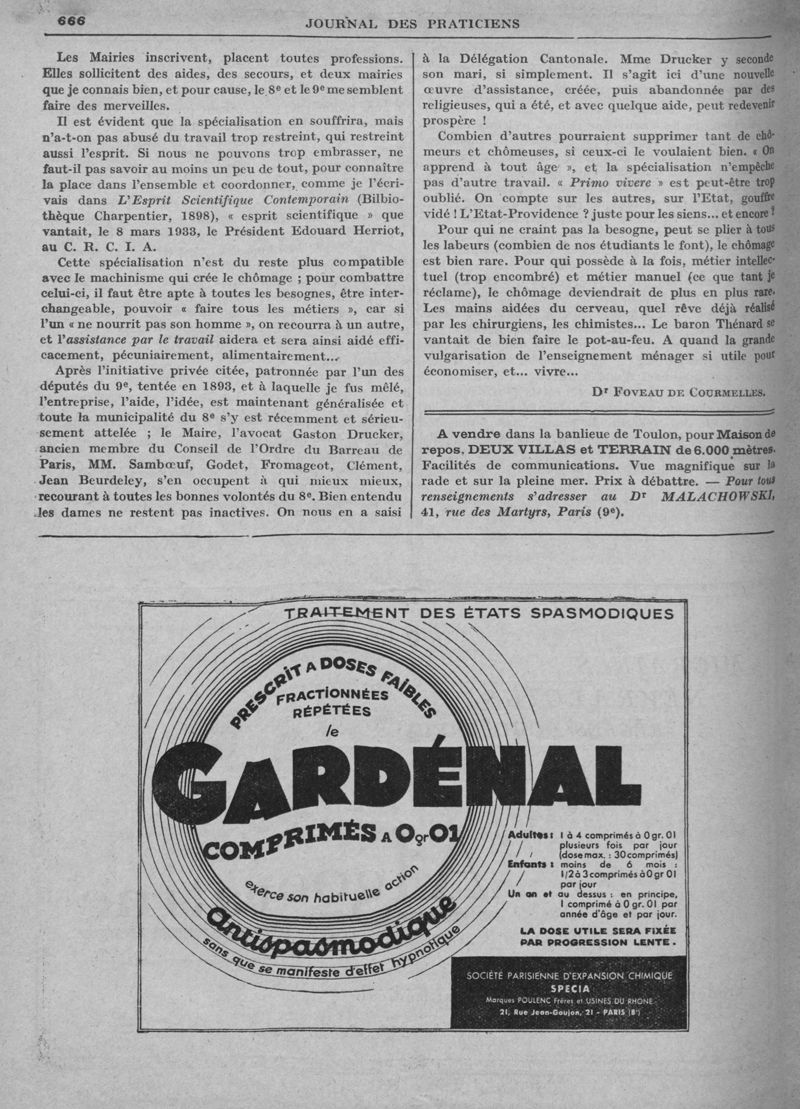 666
JOURNAL DES PRATICIENS
Les Mairies inscrivent, placent toutes professions.
Elles sollicitent des aides, des secours, et deux mairies
que je connais bien, et pour cause, le 8e et le 9e me semblent
faire des merveilles.
Il est évident que la spécialisation en souffrira, mais
n'a-t-on pas abusé du travail trop restreint, qui restreint
aussi l'esprit. Si nous ne pouvons trop embrasser, ne
faut-il pas savoir au moins un peu de tout, pour connaître
la place dans l'ensemble et coordonner, comme je l'écri-
vais dans L'Esprit Scientifique Contemporain (Bilbio-
thèque Charpentier, 1898), « esprit scientifique » que
vantait, le 8 mars 1933, le Président Edouard Herriot,
au C. R. C. I. A.
Cette spécialisation n'est du reste plus compatible
avec le machinisme qui crée le chômage ; pour combattre
celui-ci, il faut être apte à toutes les besognes, être inter-
changeable, pouvoir « faire tous les métiers », car si
l'un « ne nourrit pas son homme », on recourra à un autre,
et l'assistance par le travail aidera et sera ainsi aidé effi-
cacement, pécuniairement, alimentairement...
Après l'initiative privée citée, patronnée par l'un des
députés du 9e, tentée en 1893, et à laquelle je fus mêlé,
l'entreprise, l'aide, l'idée, est maintenant généralisée et
toute la municipalité du 8e s'y est récemment et sérieu-
sement attelée ; le Maire, l'avocat Gaston Drucker,
ancien membre du Conseil de l'Ordre du Barreau de
Paris, MM. Sambœuf, Godet, Fromageot, Clément,
Jean Beurdeley, s'en occupent à qui mieux mieux,
recourant à toutes les bonnes volontés du 8e. Bien entendu
les dames ne restent pas inactives. On nous en a saisi
à la Délégation Cantonale. Mme Drucker y seconde
son mari, si simplement. Il s'agit ici d'une nouvelle
œuvre d'assistance, créée, puis abandonnée par des
religieuses, qui a été, et avec quelque aide, peut redevenir
prospère !
Combien d'autres pourraient supprimer tant de chô-
meurs et chômeuses, si ceux-ci le voulaient bien. « On
apprend à tout âge », et la spécialisation n'empêche
pas d'autre travail. « Primo vivere » est peut-être trop
oublié. On compte sur les autres, sur l'Etat, gouffre
vidé ! L'Etat-Providence ? juste pour les siens... et encore ?
Pour qui ne craint pas la besogne, peut se plier à tous
les labeurs (combien de nos étudiants le font), le chômage
est bien rare. Pour qui possède à la fois, métier intellec-
tuel (trop encombré) et métier manuel (ce que tant je
réclame), le chômage deviendrait de plus en plus rare.
Les mains aidées du cerveau, quel rêve déjà réalisé
par les chirurgiens, les chimistes... Le baron Thénard se
vantait de bien faire le pot-au-feu. A quand la grande
vulgarisation de l'enseignement ménager si utile pour
économiser, et... vivre...
Dr FOVEAU DE COURMELLES.
A vendre dans la banlieue de Toulon, pour Maison de
repos, DEUX VILLAS et TERRAIN de 6.000 mètres.
Facilités de communications. Vue magnifique sur la
rade et sur la pleine mer. Prix à débattre. — Pour tous
renseignements s'adresser au Dr MALACHOWSKI,
41, rue des Martyrs, Paris (9e).
TRAITEMENT DES ÉTATS SPASMODIQUES
PRESCRIT A DOSES FAIBLES
FRACTIONNÉES
RÉPÉTÉES
le
GARDÉNAL
COMPRIMÉS A 0gr01
exerce son habituelle action
antispasmodique
sans que se manifeste d'effet hypnotique
Adultes : 1 à 4 comprimés à 0 gr. 01
plusieurs fois par jour
(dose max. : 30 comprimés)
Enfants : moins de 6 mois :
1/2 à 3 comprimés à 0 gr 01
par jour
Un an et au dessus : en principe,
1 comprimé à 0 gr. 01 par
année d'âge et par jour.
LA DOSE UTILE SERA FIXÉE
PAR PROGRESSION LENTE.
SOCIÉTÉ PARISIENNE D'EXPANSION CHIMIQUE
SPECIA
Marques POULENC Frères et USINES DU RHONE
21, Rue Jean-Goujon, 21 - PARIS (8e)